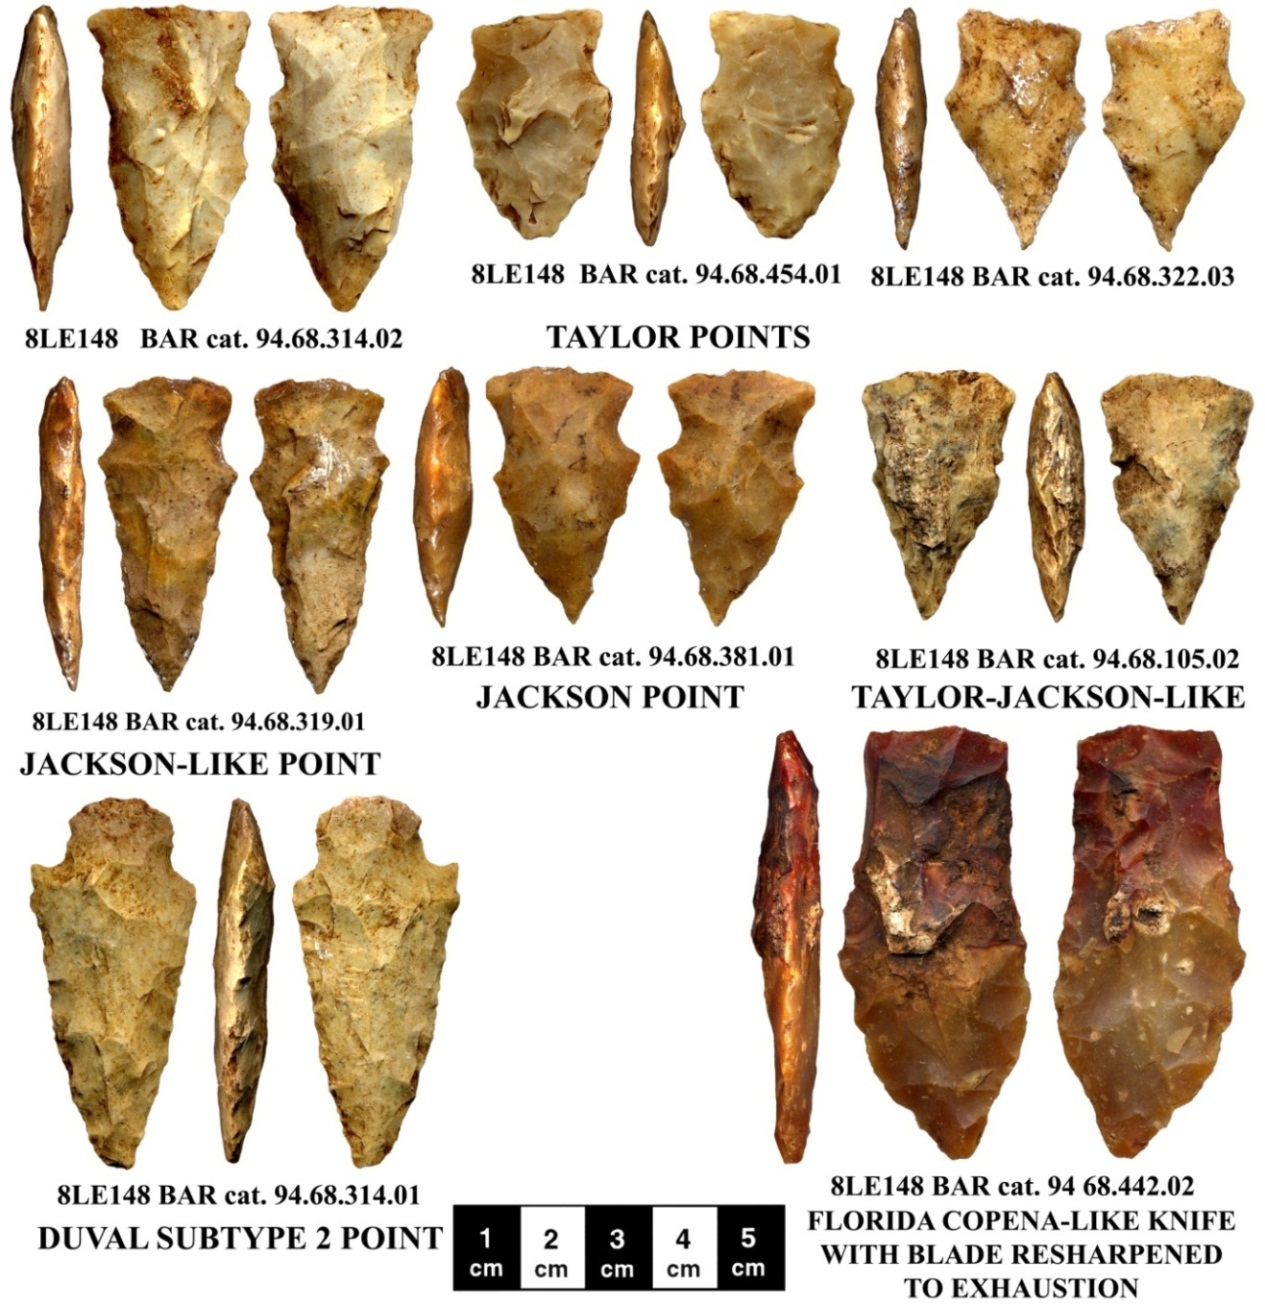 8LE148 BAR cat. 94.68.454.01
8LE148 BAR cat. 94.68.322.03
8LE148 BAR cat. 94.68.314.02
TAYLOR POINTS
8LE148 BAR cat. 94.68.381.01
JACKSON POINT
8LE148 BAR cat. 94.68.105.02
TAYLOR-JACKSON-LIKE
8LE148 BAR cat. 94.68.319.01
JACKSON-LIKE POINT
8LE148 BAR cat. 94.68.314.01
DUVAL SUBTYPE 2 POINT
1 2 3 4 5
cm cm cm cm cm
8LE148 BAR cat. 94 68.442.02
FLORIDA COPENA-LIKE KNIFE
WITH BLADE RESHARPENED
TO EXHAUSTION